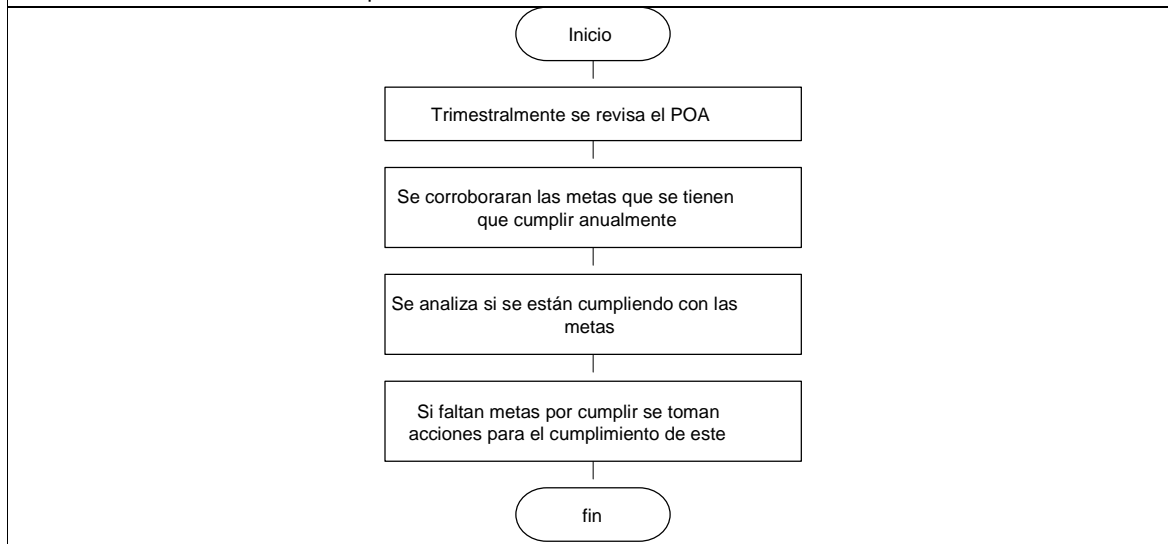 Inicio
Trimestralmente se revisa el POA
Se corroboraran las metas que se tienen
que cumplir anualmente
Se analiza si se están cumpliendo con las
metas
Si faltan metas por cumplir se toman
acciones para el cumplimiento de este
fin